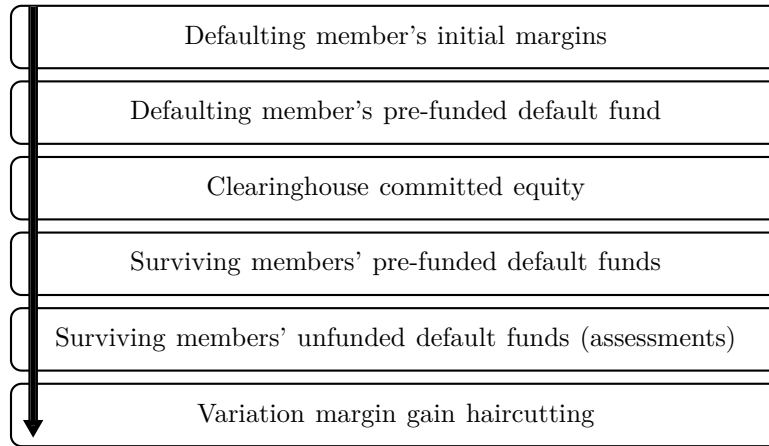 Defaulting member’s initial margins
Defaulting member’s pre-funded default fund
Clearinghouse committed equity
Surviving members’ pre-funded default funds
Surviving members’ unfunded default funds (assessments)
Variation margin gain haircutting